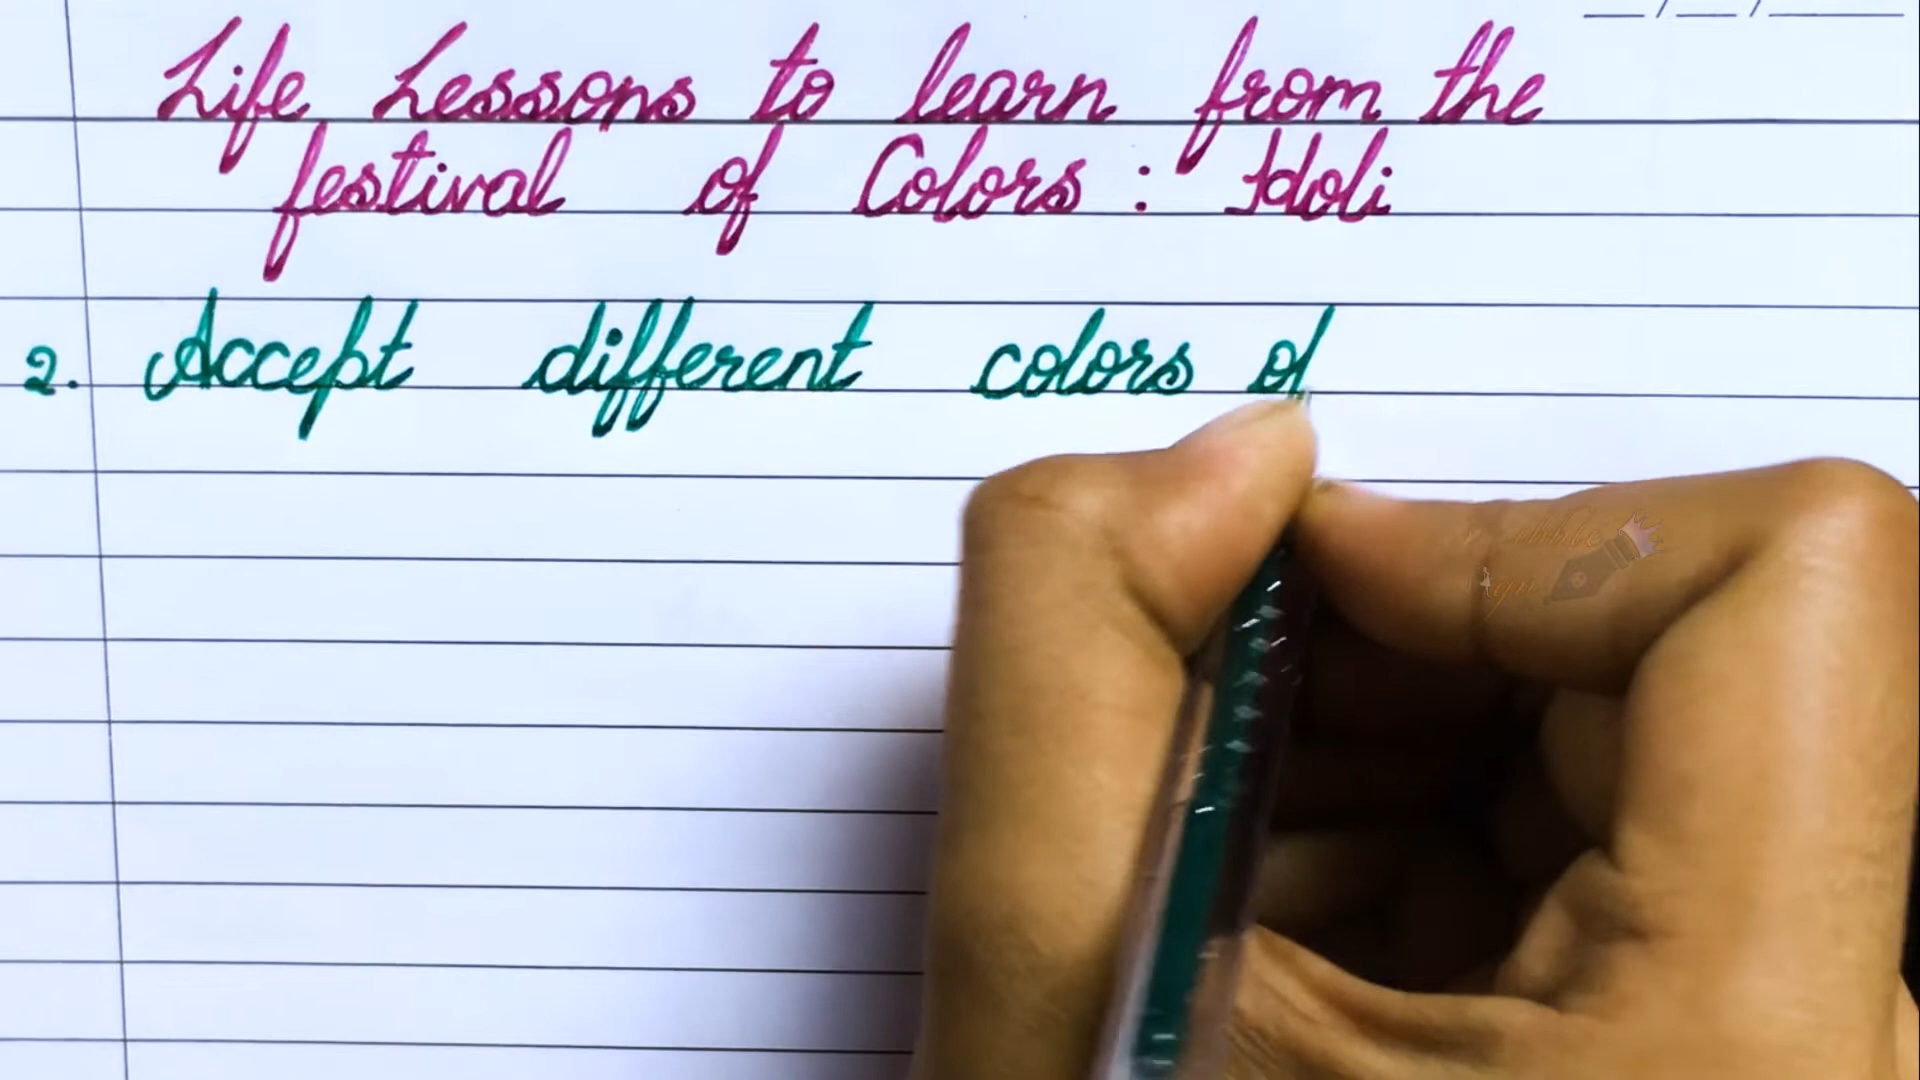 Life Lessons to learn from the
festival of Colors : Holi
2. Accept different colors of